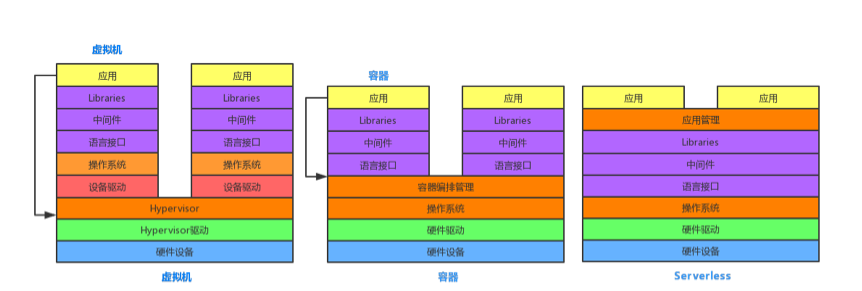 虚拟机
应用
应用
Libraries
Libraries
中间件
中间件
语言接口
语言接口
操作系统
操作系统
设备驱动
设备驱动
Hypervisor
Hypervisor驱动
硬件设备
虚拟机
容器
应用
应用
Libraries
Libraries
中间件
中间件
语言接口
语言接口
容器编排管理
操作系统
硬件驱动
硬件设备
容器
应用
应用
应用管理
Libraries
中间件
语言接口
操作系统
硬件驱动
硬件设备
Serverless